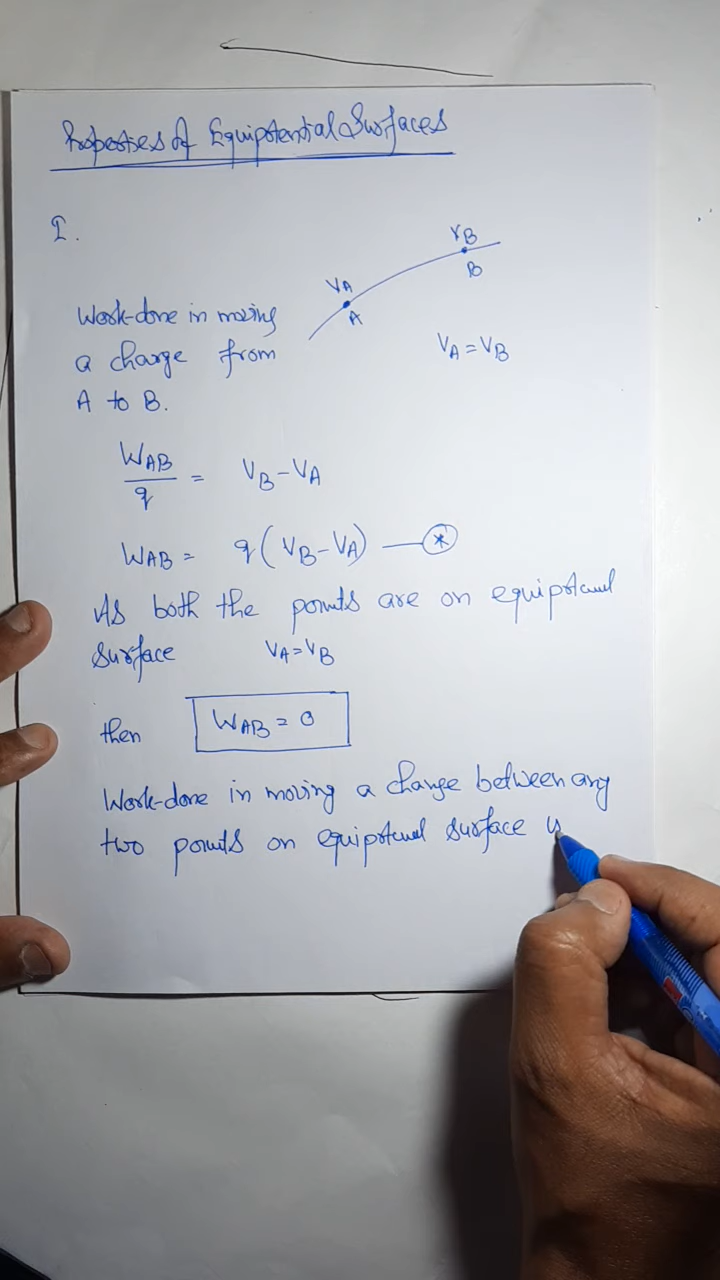 Properties of Equipotential Surfaces
I.
VA
A
VB
B
VA = VB
Work-done in moving
a charge from
A to B.
WAB/q = VB - VA
WAB = q(VB - VA) — *
As both the points are on equipotential
surface VA = VB
then WAB = 0
Work-done in moving a charge between any
two points on equipotential surface